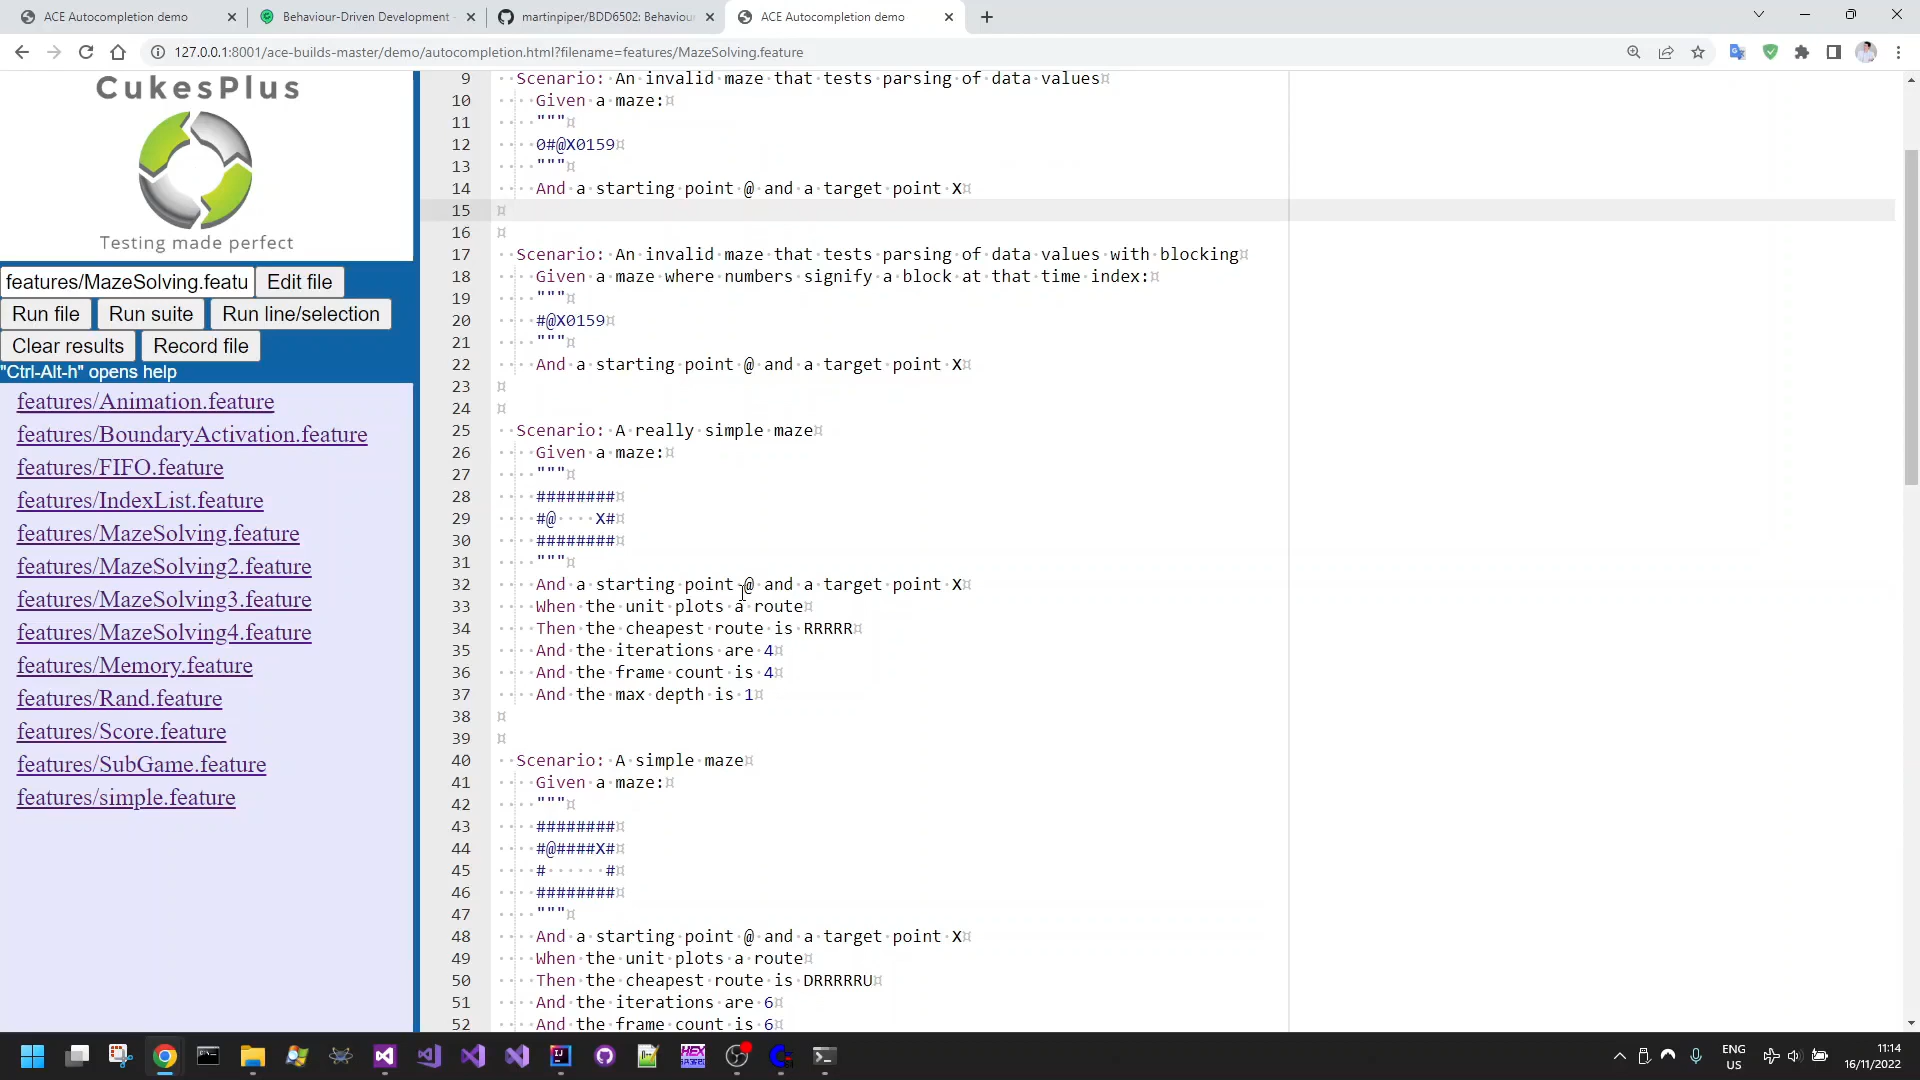 ACE Autocompletion demo
Behaviour-Driven Development
martinpiper/BDD6502: Behaviour
ACE Autocompletion demo
127.0.0.1:8001/ace-builds-master/demo/autocompletion.html?filename=features/MazeSolving.feature
CukesPlus
Testing made perfect
features/MazeSolving.featu Edit file
Run file Run suite Run line/selection
Clear results Record file
"Ctrl-Alt-h" opens help
features/Animation.feature
features/BoundaryActivation.feature
features/FIFO.feature
features/IndexList.feature
features/MazeSolving.feature
features/MazeSolving2.feature
features/MazeSolving3.feature
features/MazeSolving4.feature
features/Memory.feature
features/Rand.feature
features/Score.feature
features/SubGame.feature
features/simple.feature
9 ··Scenario:·An·invalid·maze·that·tests·parsing·of·data·values¤
10 ····Given·a·maze:¤
11 ····"""¤
12 ····0#@X0159¤
13 ····"""¤
14 ····And·a·starting·point·@·and·a·target·point·X¤
15 ¤
16 ¤
17 ··Scenario:·An·invalid·maze·that·tests·parsing·of·data·values·with·blocking¤
18 ····Given·a·maze·where·numbers·signify·a·block·at·that·time·index:¤
19 ····"""¤
20 ····#@X0159¤
21 ····"""¤
22 ····And·a·starting·point·@·and·a·target·point·X¤
23 ¤
24 ¤
25 ··Scenario:·A·really·simple·maze¤
26 ····Given·a·maze:¤
27 ····"""¤
28 ····########¤
29 ····#@····X#¤
30 ····########¤
31 ····"""¤
32 ····And·a·starting·point·@·and·a·target·point·X¤
33 ····When·the·unit·plots·a·route¤
34 ····Then·the·cheapest·route·is·RRRRR¤
35 ····And·the·iterations·are·4¤
36 ····And·the·frame·count·is·4¤
37 ····And·the·max·depth·is·1¤
38 ¤
39 ¤
40 ··Scenario:·A·simple·maze¤
41 ····Given·a·maze:¤
42 ····"""¤
43 ····########¤
44 ····#@####X#¤
45 ····#······#¤
46 ····########¤
47 ····"""¤
48 ····And·a·starting·point·@·and·a·target·point·X¤
49 ····When·the·unit·plots·a·route¤
50 ····Then·the·cheapest·route·is·DRRRRRU¤
51 ····And·the·iterations·are·6¤
52 ····And·the·frame·count·is·6¤
HEX
ENG
US
11:14
16/11/2022